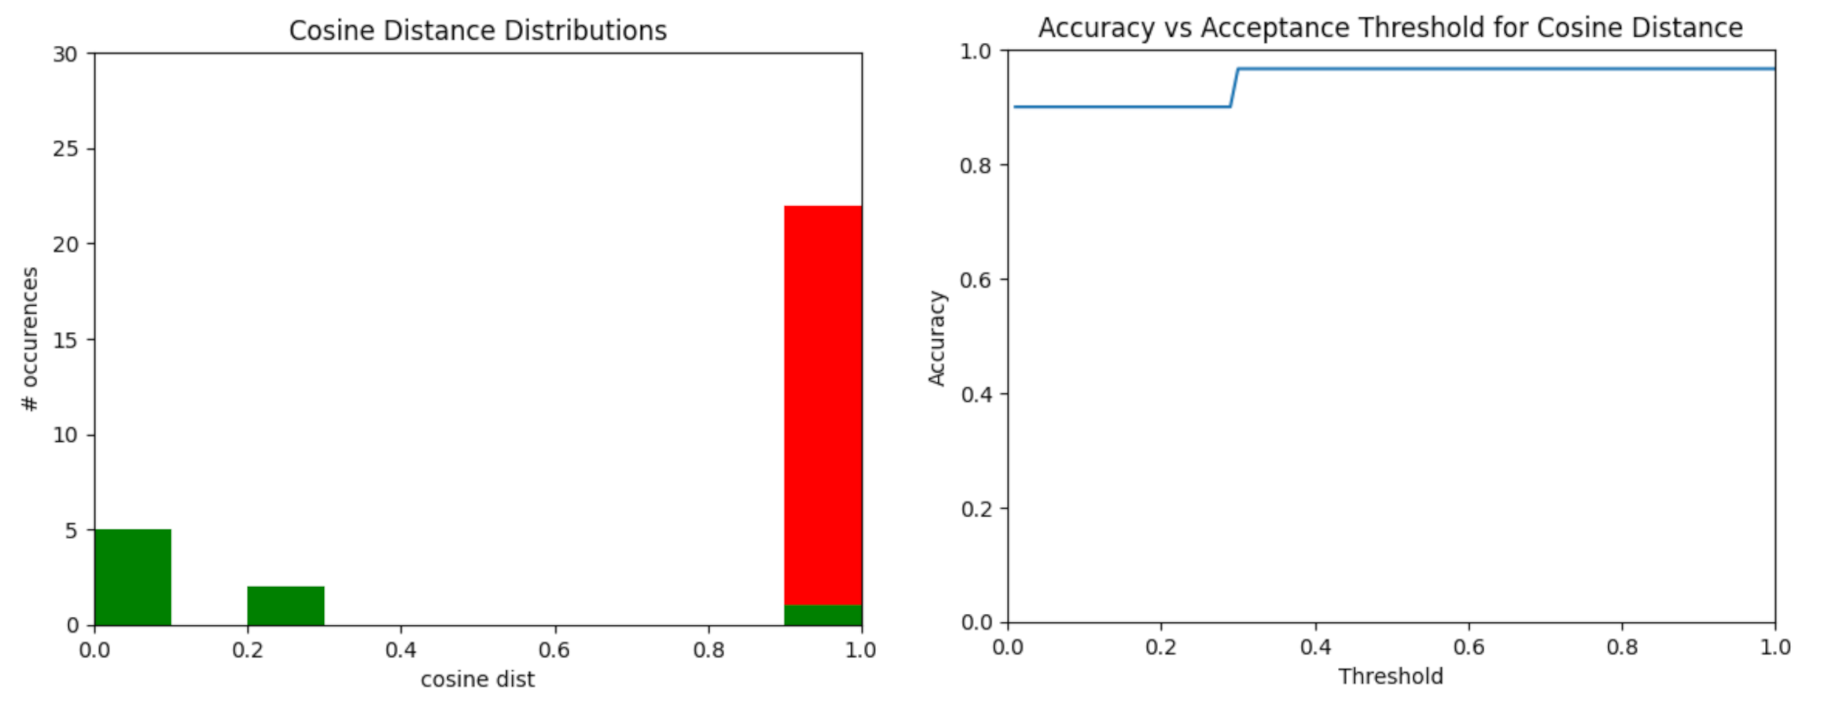 Cosine Distance Distributions
30
25
20
15
10
5
0
# occurences
0.0 0.2 0.4 0.6 0.8 1.0
cosine dist
Accuracy vs Acceptance Threshold for Cosine Distance
1.0
0.8
0.6
0.4
0.2
0.0
Accuracy
0.0 0.2 0.4 0.6 0.8 1.0
Threshold